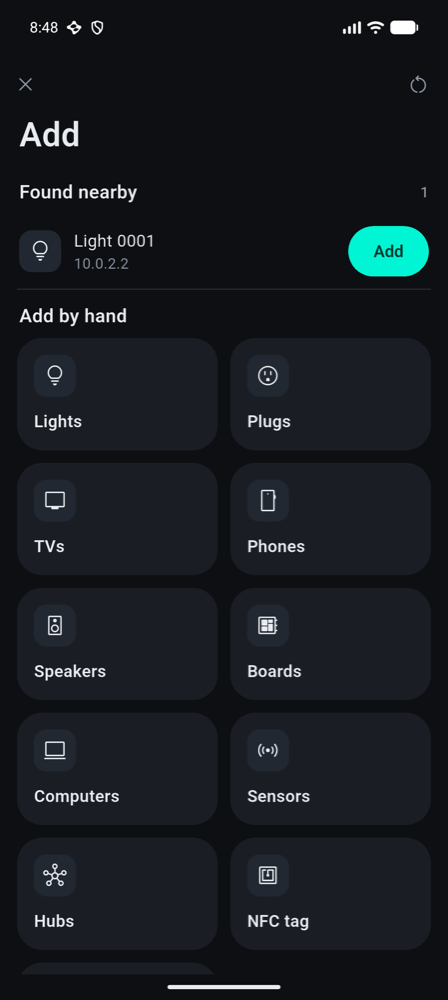 8:48
Add
Found nearby
1
Light 0001
10.0.2.2
Add
Add by hand
Lights
Plugs
TVs
Phones
Speakers
Boards
Computers
Sensors
Hubs
NFC tag